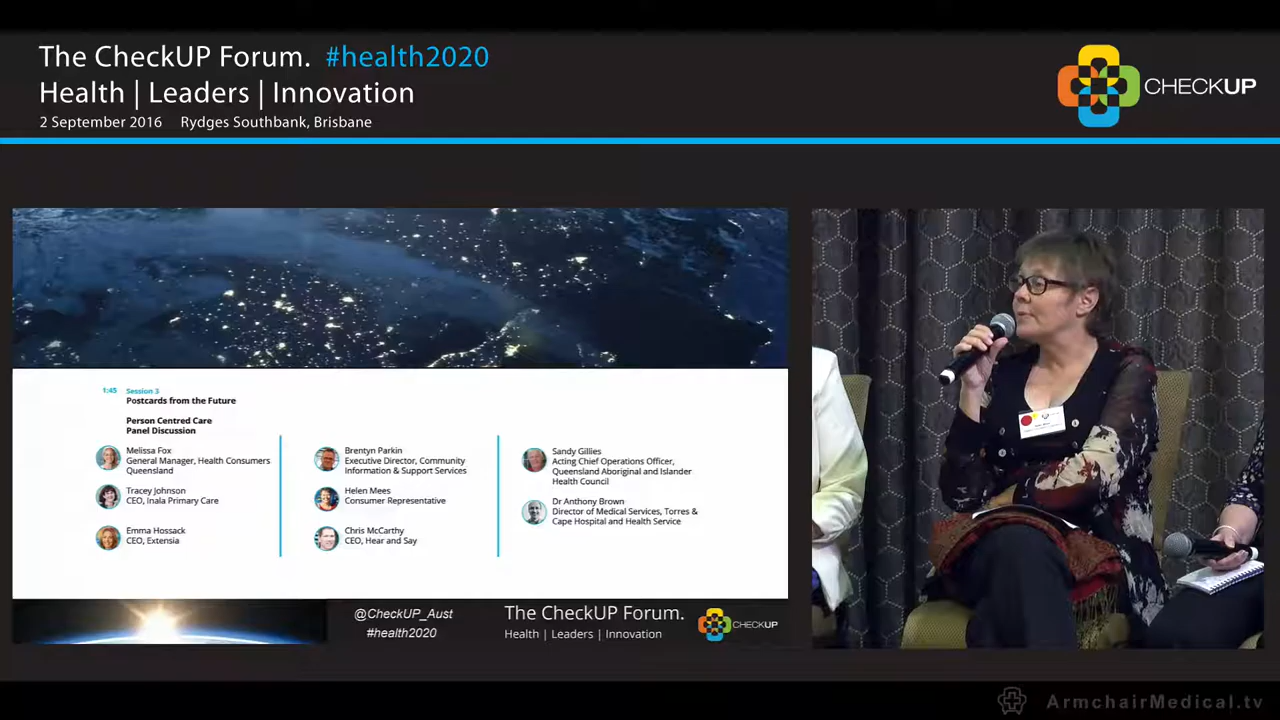 The CheckUP Forum. #health2020
Health | Leaders | Innovation
2 September 2016 Rydges Southbank, Brisbane
CHECKUP
1:45 Session 3
Postcards from the Future
Person Centred Care
Panel Discussion
Melissa Fox
General Manager, Health Consumers
Queensland
Tracey Johnson
CEO, Inala Primary Care
Emma Hossack
CEO, Extensia
Brentyn Parkin
Executive Director, Community
Information & Support Services
Helen Mees
Consumer Representative
Chris McCarthy
CEO, Hear and Say
Sandy Gillies
Acting Chief Operations Officer,
Queensland Aboriginal and Islander
Health Council
Dr Anthony Brown
Director of Medical Services, Torres &
Cape Hospital and Health Service
@CheckUP_Aust
#health2020
The CheckUP Forum.
Health | Leaders | Innovation
CHECKUP
ArmchairMedical.tv